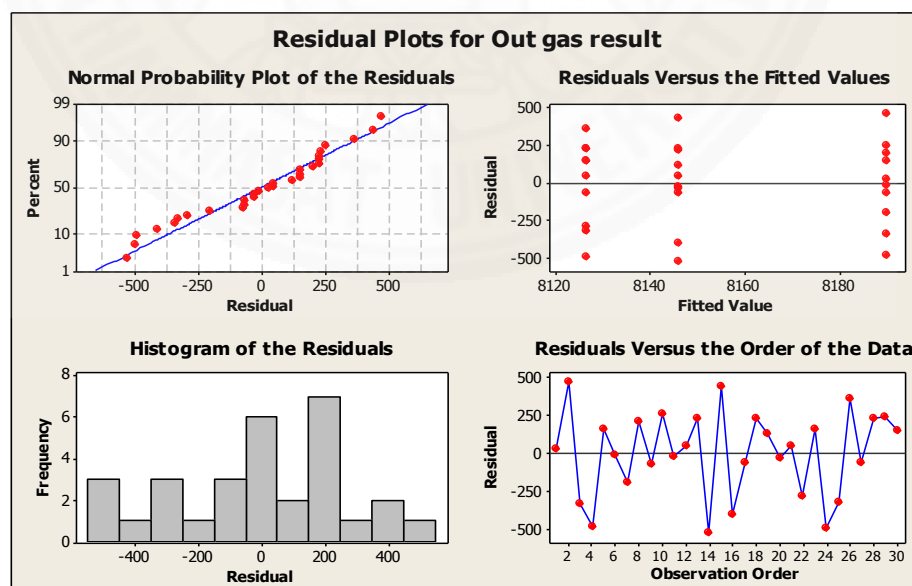 Residual Plots for Out gas result
Normal Probability Plot of the Residuals
99
90
50
10
1
Percent
-500
-250
0
250
500
Residual
Residuals Versus the Fitted Values
500
250
0
-250
-500
Residual
8120
8140
8160
8180
Fitted Value
Histogram of the Residuals
8
6
4
2
0
Frequency
-400
-200
0
200
400
Residual
Residuals Versus the Order of the Data
500
250
0
-250
-500
Residual
2 4 6 8 10 12 14 16 18 20 22 24 26 28 30
Observation Order